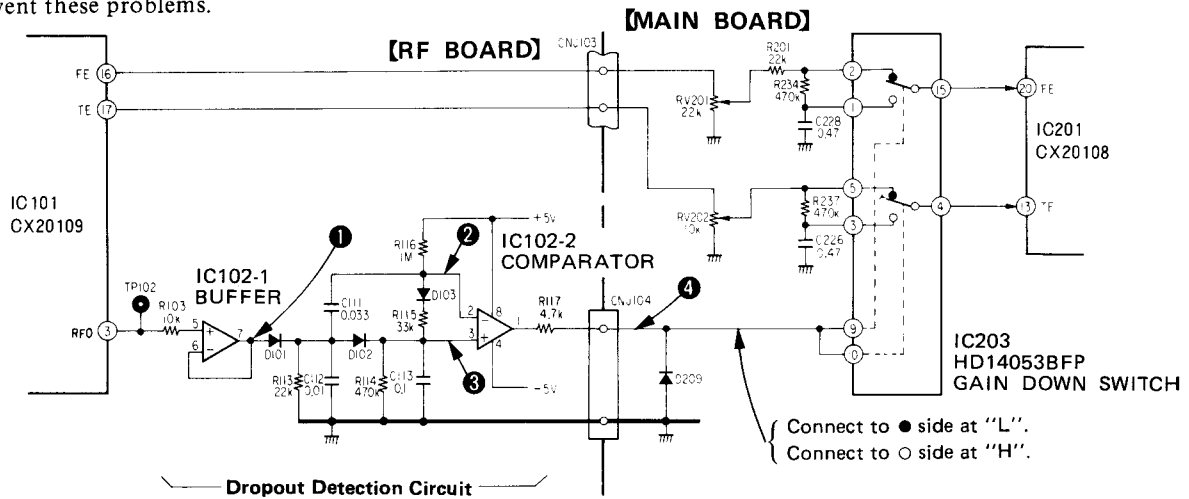 vent these problems.
【MAIN BOARD】
【RF BOARD】
CNJ103
FE 16
TE 17
R201
22k
R234
470k
C228
0.47
RV201
22k
2
1
15
20 FE
IC201
CX20108
IC101
CX20109
5
3
4
13 TE
R237
470k
C226
0.47
RV202
10k
+5V
R116
1M
1
2
IC102-2
COMPARATOR
IC102-1
BUFFER
TP102
R103
10k
RFO 3
5
6
7
D101
C111
0.033
D103
R115
33k
D102
2
3
8
4
1
R117
4.7k
CNJ104
4
3
-5V
R113
22k
C112
0.01
R114
470k
C113
0.1
D209
9
10
IC203
HD14053BFP
GAIN DOWN SWITCH
Connect to ● side at "L".
Connect to ○ side at "H".
Dropout Detection Circuit